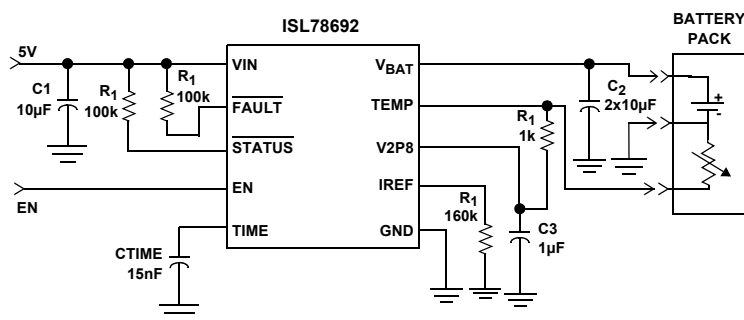 ISL78692
BATTERY
PACK
5V
C1
10µF
R1
100k
R1
100k
VIN
FAULT
STATUS
EN
EN
TIME
CTIME
15nF
VBAT
TEMP
V2P8
IREF
GND
R1
1k
C2
2x10µF
R1
160k
C3
1µF
+
-